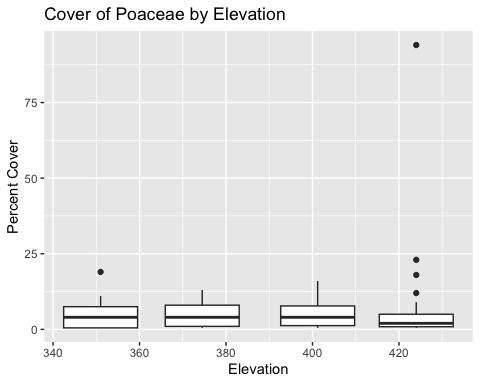 Cover of Poaceae by Elevation
Percent Cover
75
50
25
0
340 360 380 400 420
Elevation